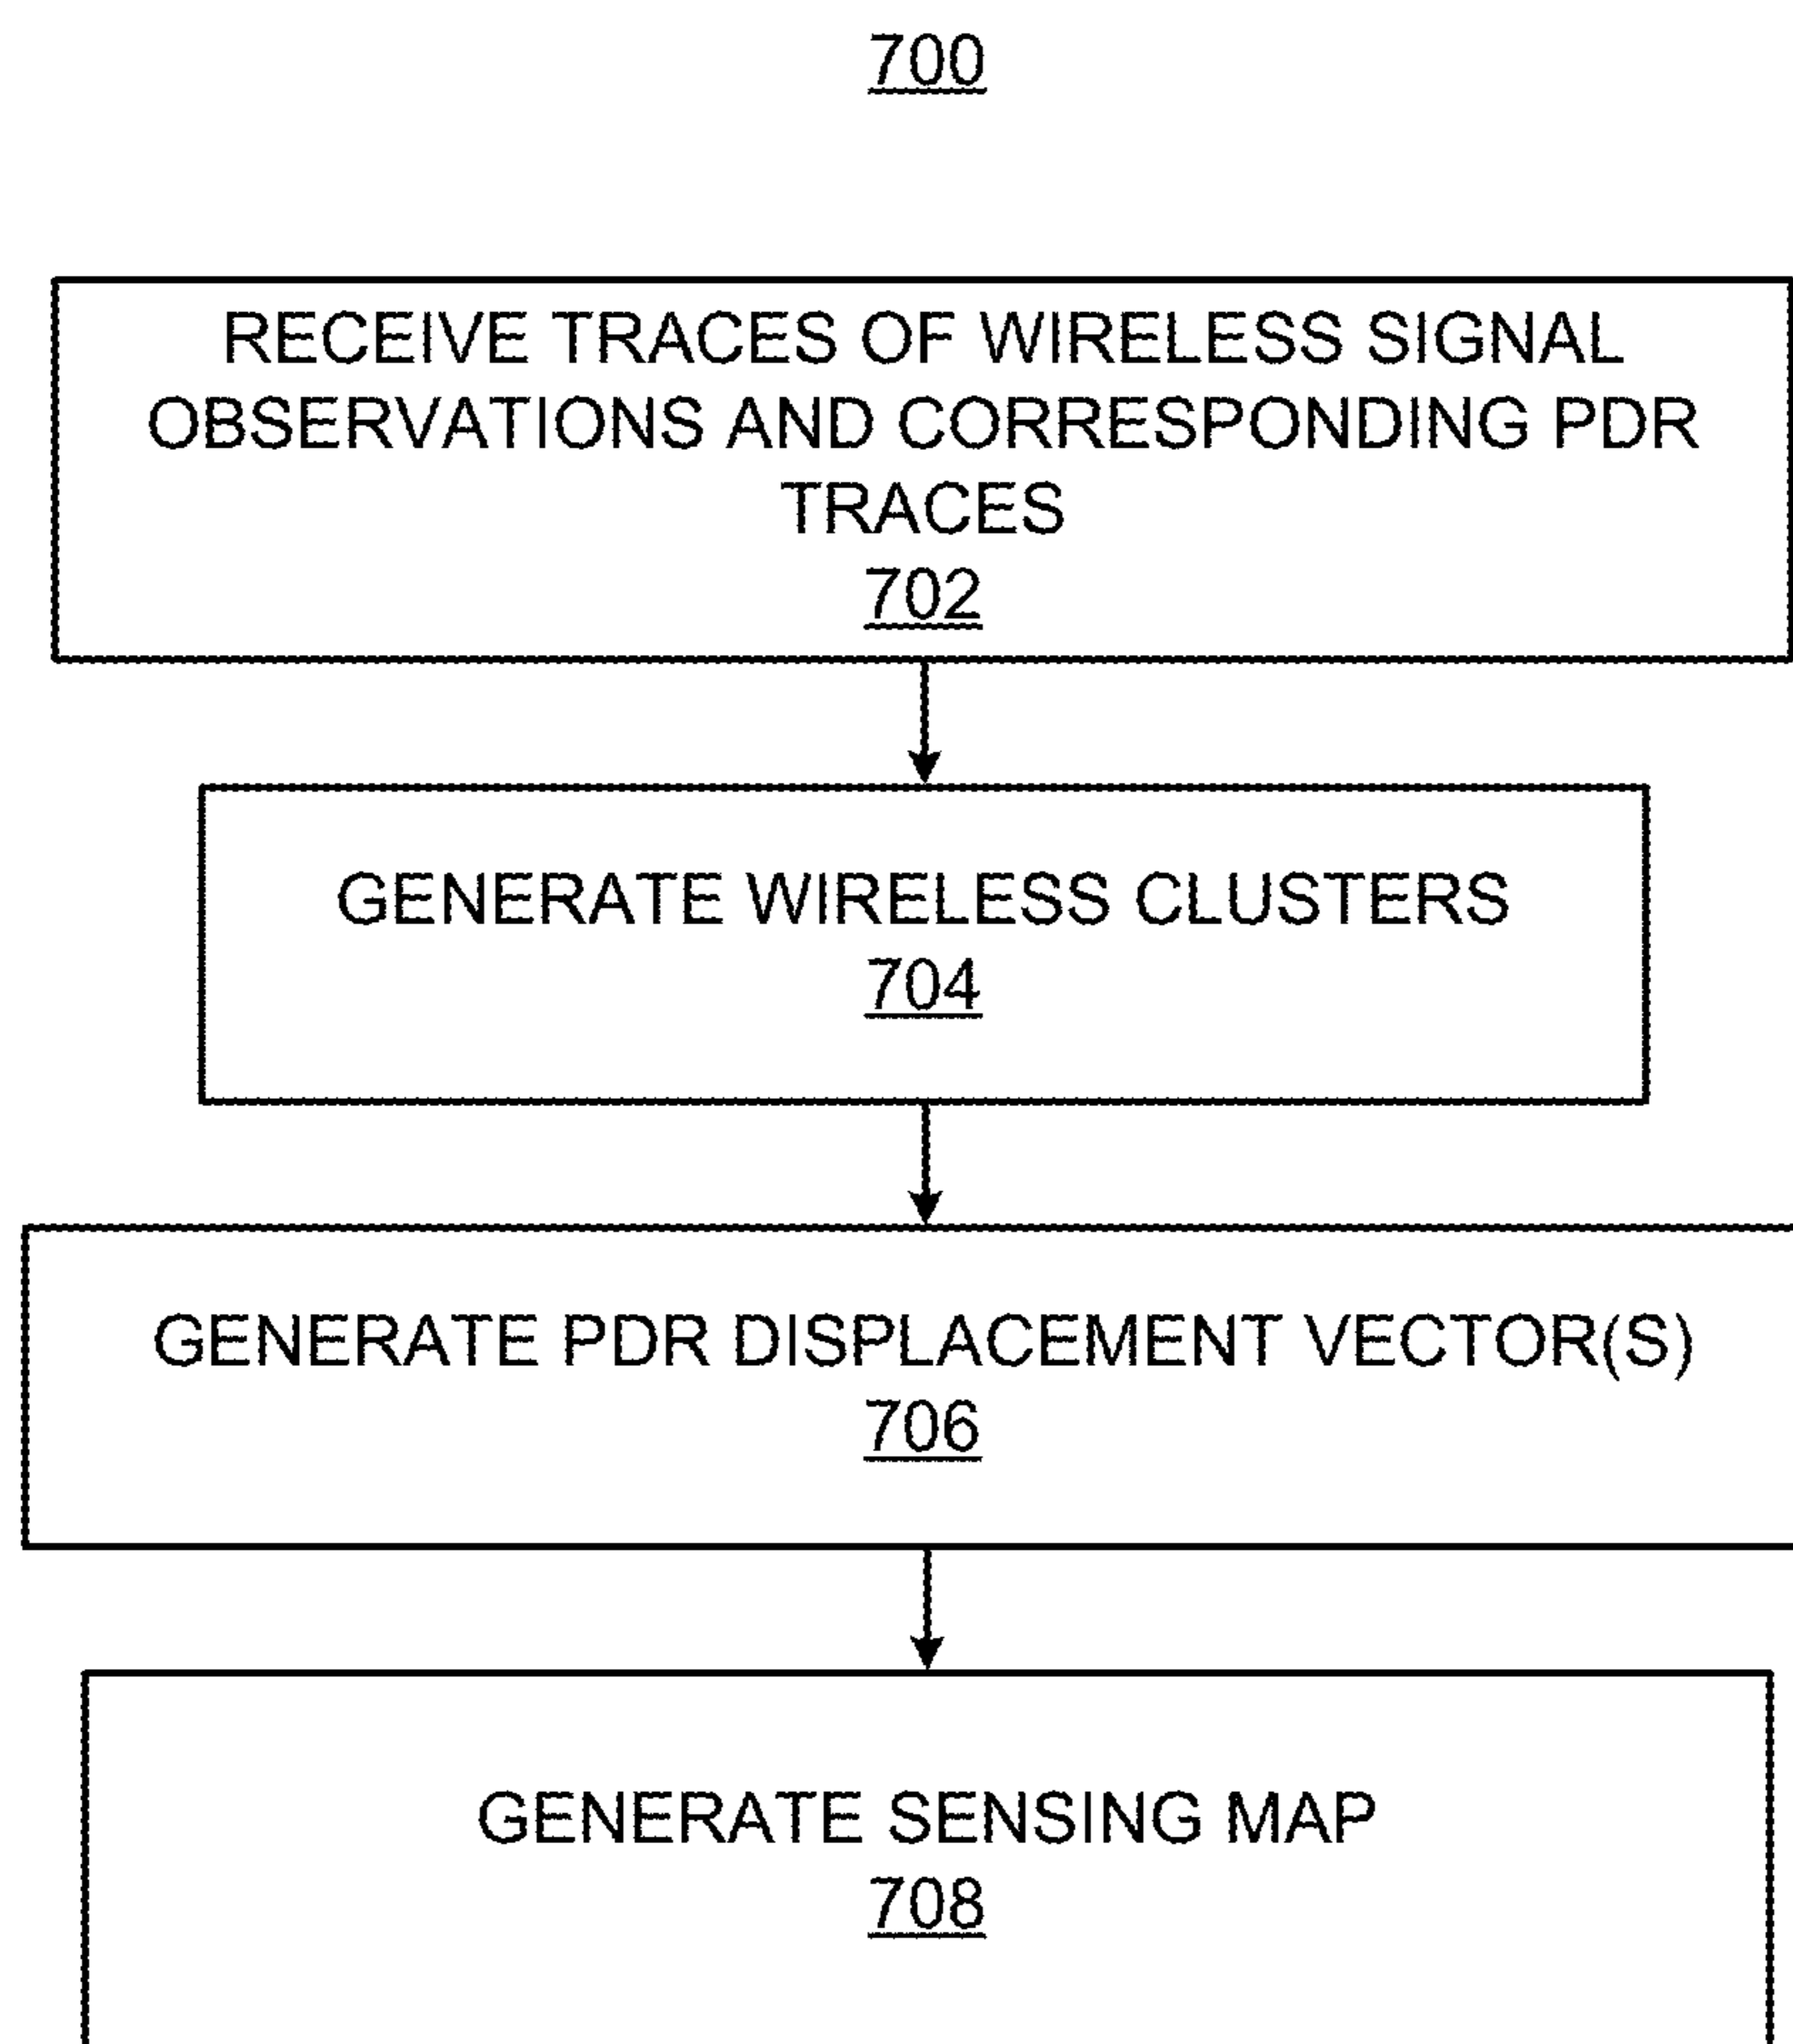 700
RECEIVE TRACES OF WIRELESS SIGNAL
OBSERVATIONS AND CORRESPONDING PDR
TRACES
702
GENERATE WIRELESS CLUSTERS
704
GENERATE PDR DISPLACEMENT VECTOR(S)
706
GENERATE SENSING MAP
708